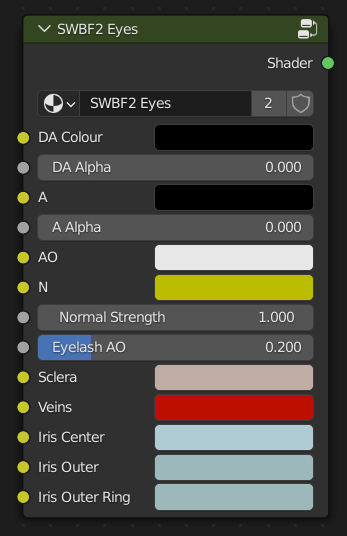 SWBF2 Eyes
Shader
SWBF2 Eyes 2
DA Colour
DA Alpha 0.000
A
A Alpha 0.000
AO
N
Normal Strength 1.000
Eyelash AO 0.200
Sclera
Veins
Iris Center
Iris Outer
Iris Outer Ring